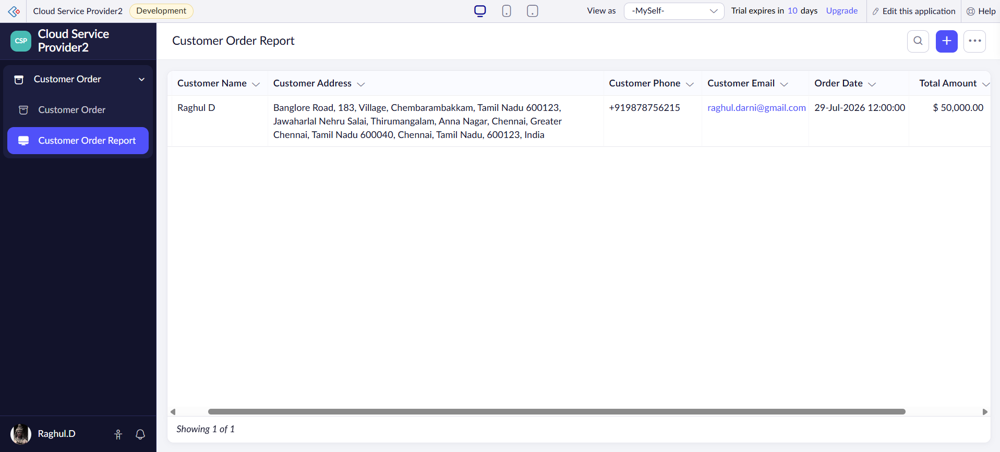 Cloud Service Provider2 Development View as -MySelf- Trial expires in 10 days Upgrade Edit this application Help
CSP
Cloud Service
Provider2
Customer Order
Customer Order
Customer Order Report
Raghul.D
Customer Order Report
Customer Name Customer Address Customer Phone Customer Email Order Date Total Amount
Raghul D Banglore Road, 183, Village, Chembarambakkam, Tamil Nadu 600123, +919878756215 raghul.darni@gmail.com 29-Jul-2026 12:00:00 $ 50,000.00
Jawaharlal Nehru Salai, Thirumangalam, Anna Nagar, Chennai, Greater
Chennai, Tamil Nadu 600040, Chennai, Tamil Nadu, 600123, India
Showing 1 of 1